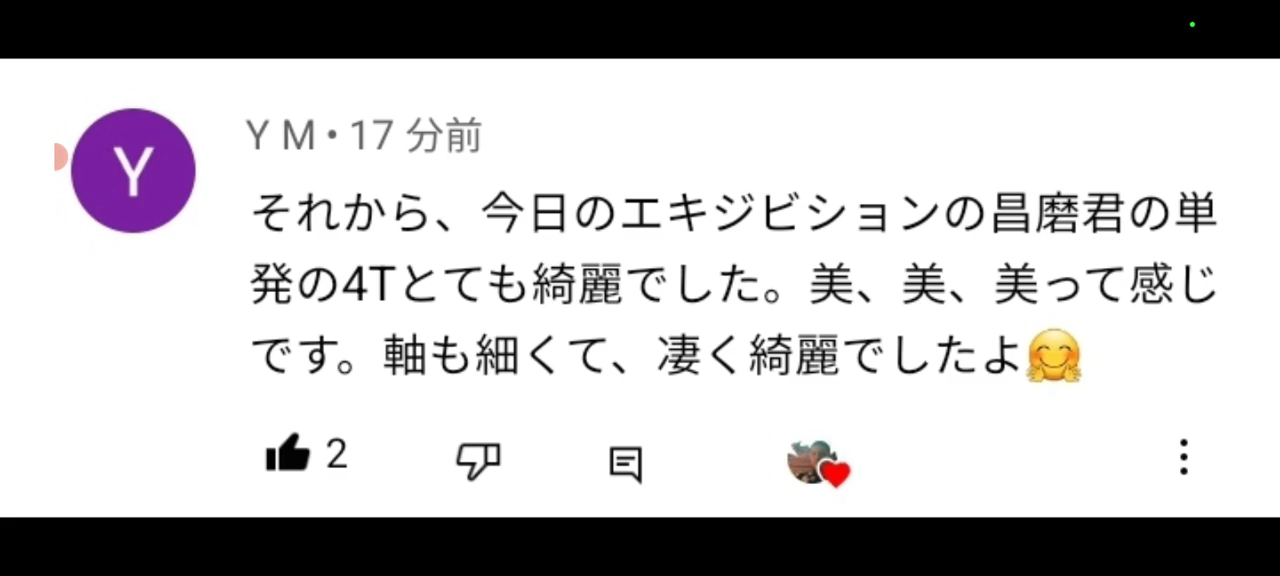 Y
Y M • 17 分前
それから、今日のエキジビションの昌磨君の単
発の4Tとても綺麗でした。美、美、美って感じ
です。軸も細くて、凄く綺麗でしたよ🤗
2